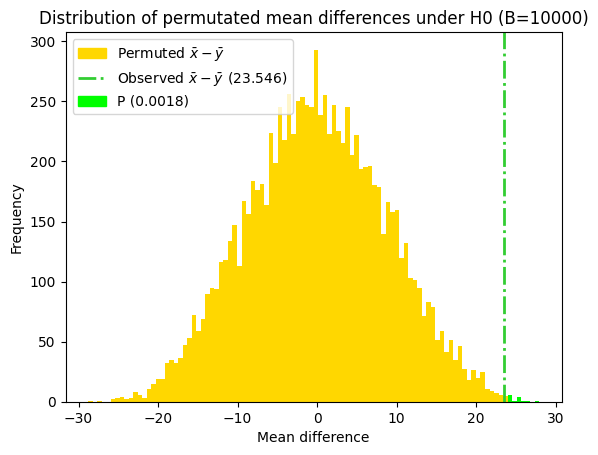 Distribution of permutated mean differences under H0 (B=10000)
Permuted x̄ − ȳ
Observed x̄ − ȳ (23.546)
P (0.0018)
Frequency
300
250
200
150
100
50
0
−30 −20 −10 0 10 20 30
Mean difference